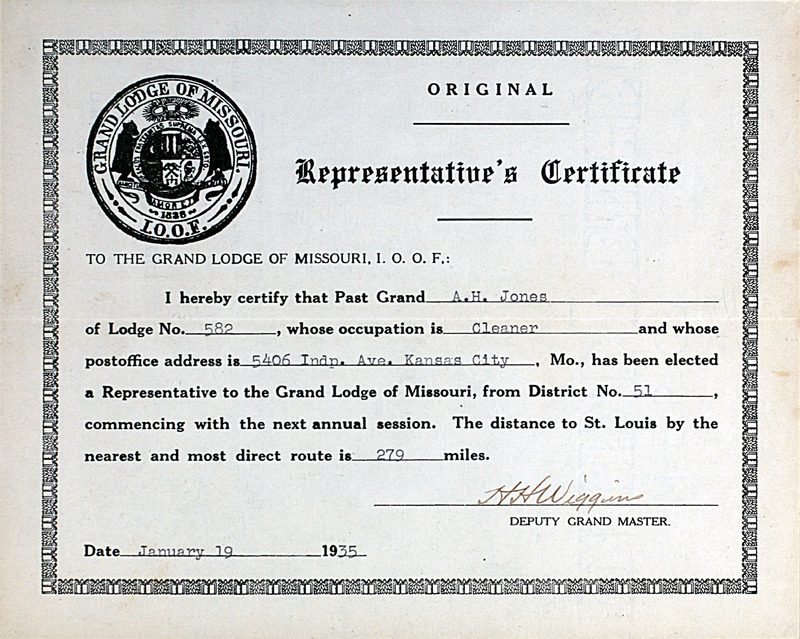 ORIGINAL
GRAND LODGE OF MISSOURI.
1838
I.O.O.F.
Representative's Certificate
TO THE GRAND LODGE OF MISSOURI, I. O. O. F.:
I hereby certify that Past Grand A.H. Jones
of Lodge No. 582, whose occupation is Cleaner and whose
postoffice address is 5406 Indp. Ave. Kansas City, Mo., has been elected
a Representative to the Grand Lodge of Missouri, from District No. 51,
commencing with the next annual session. The distance to St. Louis by the
nearest and most direct route is 279 miles.
H H Wiggins
DEPUTY GRAND MASTER.
Date January 19 1935